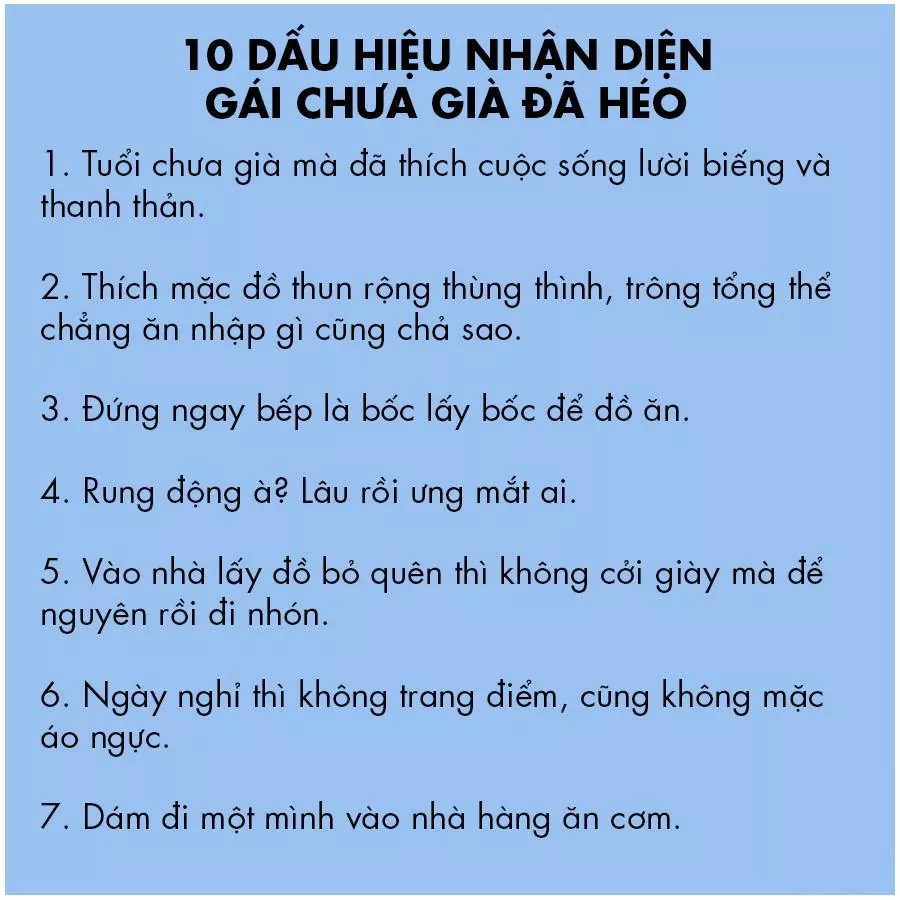 10 DẤU HIỆU NHẬN DIỆN
GÁI CHƯA GIÀ ĐÃ HÉO
1. Tuổi chưa già mà đã thích cuộc sống lười biếng và
thanh thản.
2. Thích mặc đồ thun rộng thùng thình, trông tổng thể
chẳng ăn nhập gì cũng chả sao.
3. Đứng ngay bếp là bốc lấy bốc để đồ ăn.
4. Rung động à? Lâu rồi ưng mắt ai.
5. Vào nhà lấy đồ bỏ quên thì không cởi giày mà để
nguyên rồi đi nhón.
6. Ngày nghỉ thì không trang điểm, cũng không mặc
áo ngực.
7. Dám đi một mình vào nhà hàng ăn cơm.